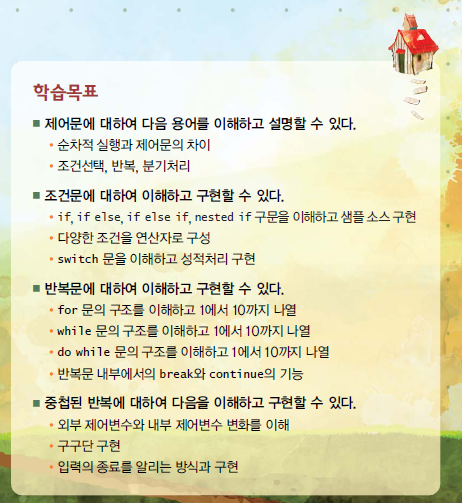 학습목표
■ 제어문에 대하여 다음 용어를 이해하고 설명할 수 있다.
• 순차적 실행과 제어문의 차이
• 조건선택, 반복, 분기처리
■ 조건문에 대하여 이해하고 구현할 수 있다.
• if, if else, if else if, nested if 구문을 이해하고 샘플 소스 구현
• 다양한 조건을 연산자로 구성
• switch 문을 이해하고 성적처리 구현
■ 반복문에 대하여 이해하고 구현할 수 있다.
• for 문의 구조를 이해하고 1에서 10까지 나열
• while 문의 구조를 이해하고 1에서 10까지 나열
• do while 문의 구조를 이해하고 1에서 10까지 나열
• 반복문 내부에서의 break와 continue의 기능
■ 중첩된 반복에 대하여 다음을 이해하고 구현할 수 있다.
• 외부 제어변수와 내부 제어변수 변화를 이해
• 구구단 구현
• 입력의 종료를 알리는 방식과 구현